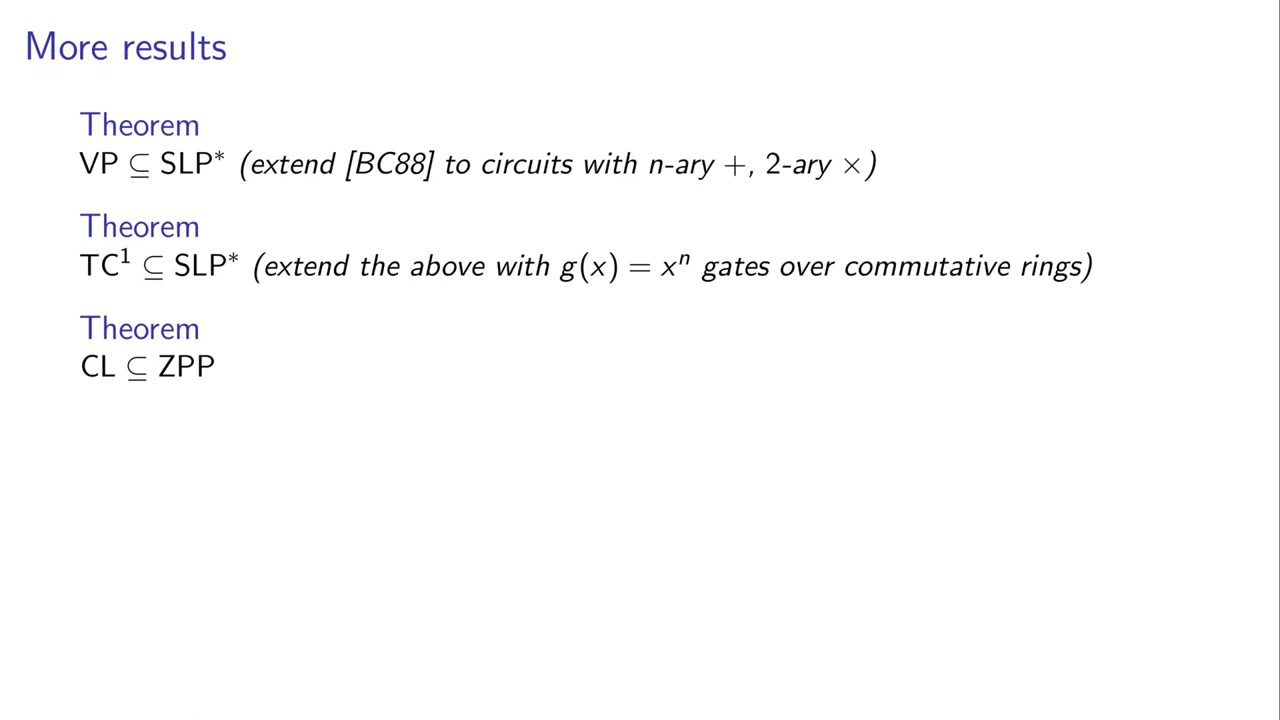 More results
Theorem
VP ⊆ SLP* (extend [BC88] to circuits with n-ary +, 2-ary ×)
Theorem
TC¹ ⊆ SLP* (extend the above with g(x) = xⁿ gates over commutative rings)
Theorem
CL ⊆ ZPP